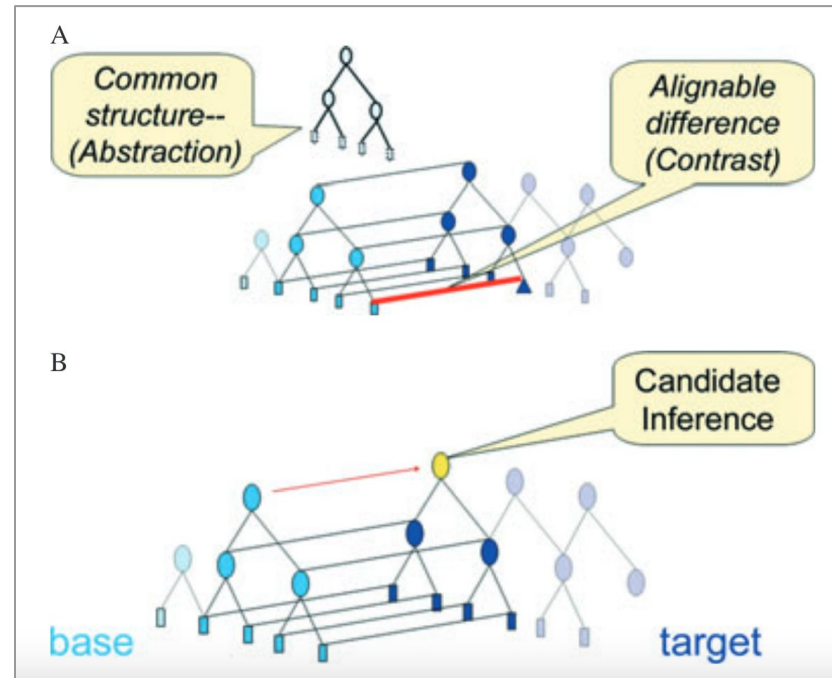 A
Common
structure--
(Abstraction)
Alignable
difference
(Contrast)
B
Candidate
Inference
base
target